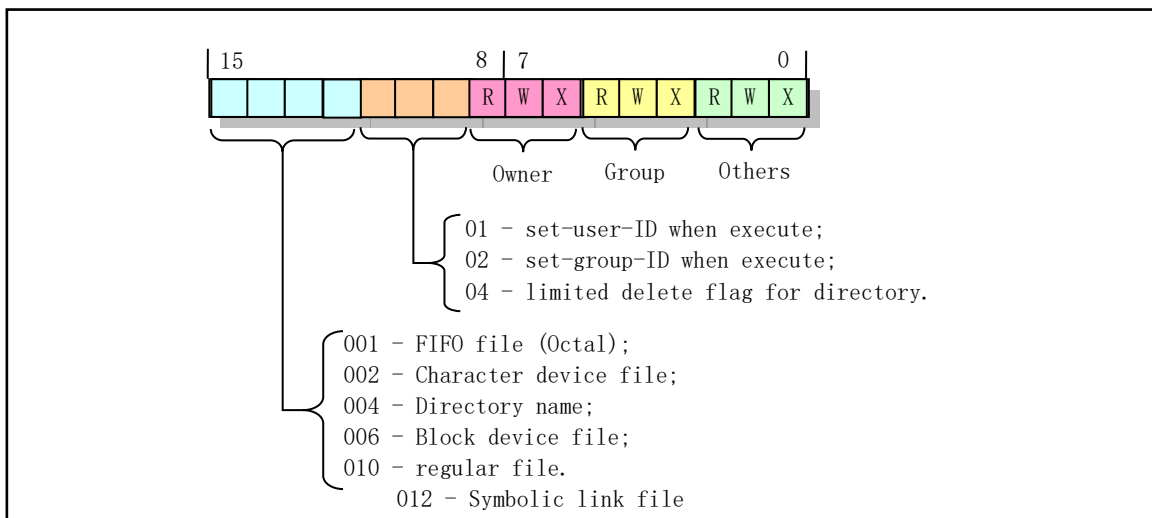 15 8 7 0
R W X R W X R W X
Owner Group Others
01 - set-user-ID when execute;
02 - set-group-ID when execute;
04 - limited delete flag for directory.
001 - FIFO file (Octal);
002 - Character device file;
004 - Directory name;
006 - Block device file;
010 - regular file.
012 - Symbolic link file